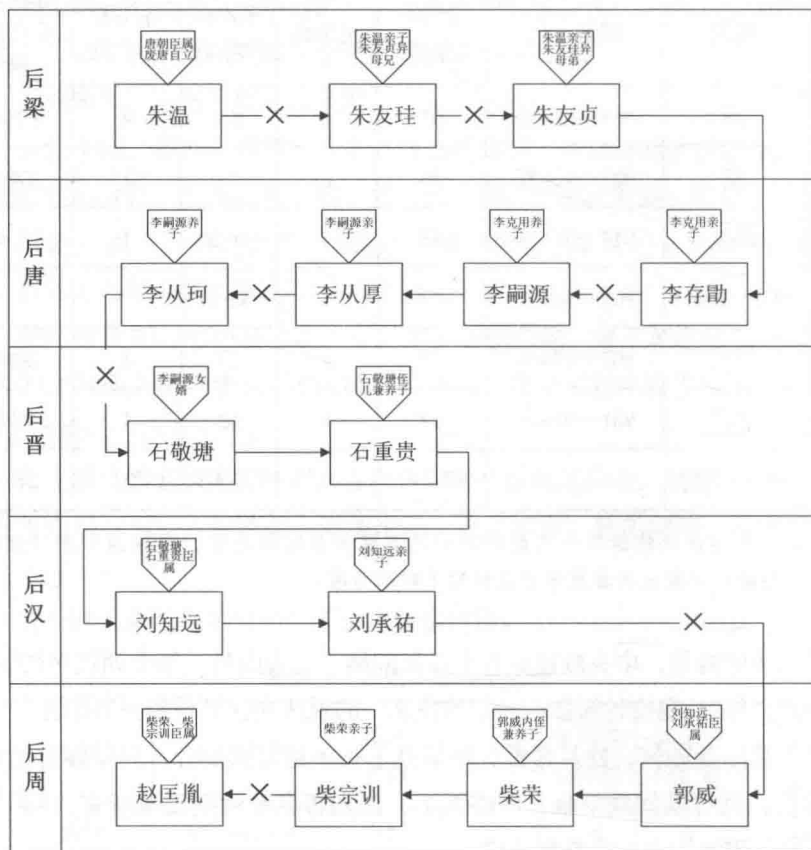 后梁
唐朝臣属
废唐自立
朱温亲子
朱友贞异
母兄
朱温亲子
朱友珪异
母弟
朱温
朱友珪
朱友贞
后唐
李嗣源养
子
李嗣源亲
子
李克用养
子
李克用亲
子
李从珂
李从厚
李嗣源
李存勖
后晋
李嗣源女
婿
石敬瑭侄
儿兼养子
石敬瑭
石重贵
后汉
石敬瑭、
石重贵臣
属
刘知远亲
子
刘知远
刘承祐
后周
柴荣、柴
宗训臣属
柴荣亲子
郭威内侄
兼养子
刘知远、
刘承祐臣
属
赵匡胤
柴宗训
柴荣
郭威